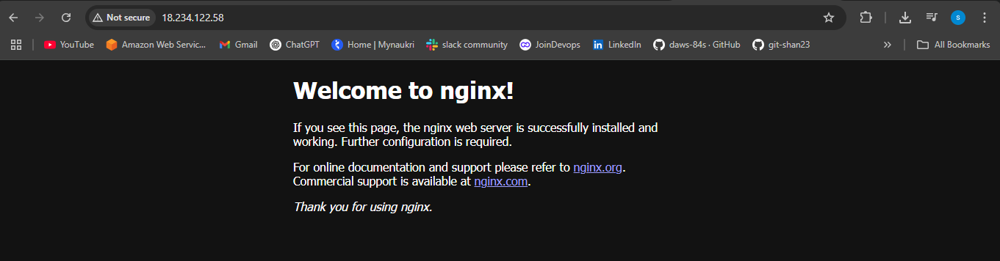 Not secure 18.234.122.58 s
YouTube Amazon Web Servic... Gmail ChatGPT Home | Mynaukri slack community JoinDevops LinkedIn daws-84s · GitHub git-shan23 » All Bookmarks
Welcome to nginx!
If you see this page, the nginx web server is successfully installed and
working. Further configuration is required.
For online documentation and support please refer to nginx.org.
Commercial support is available at nginx.com.
Thank you for using nginx.